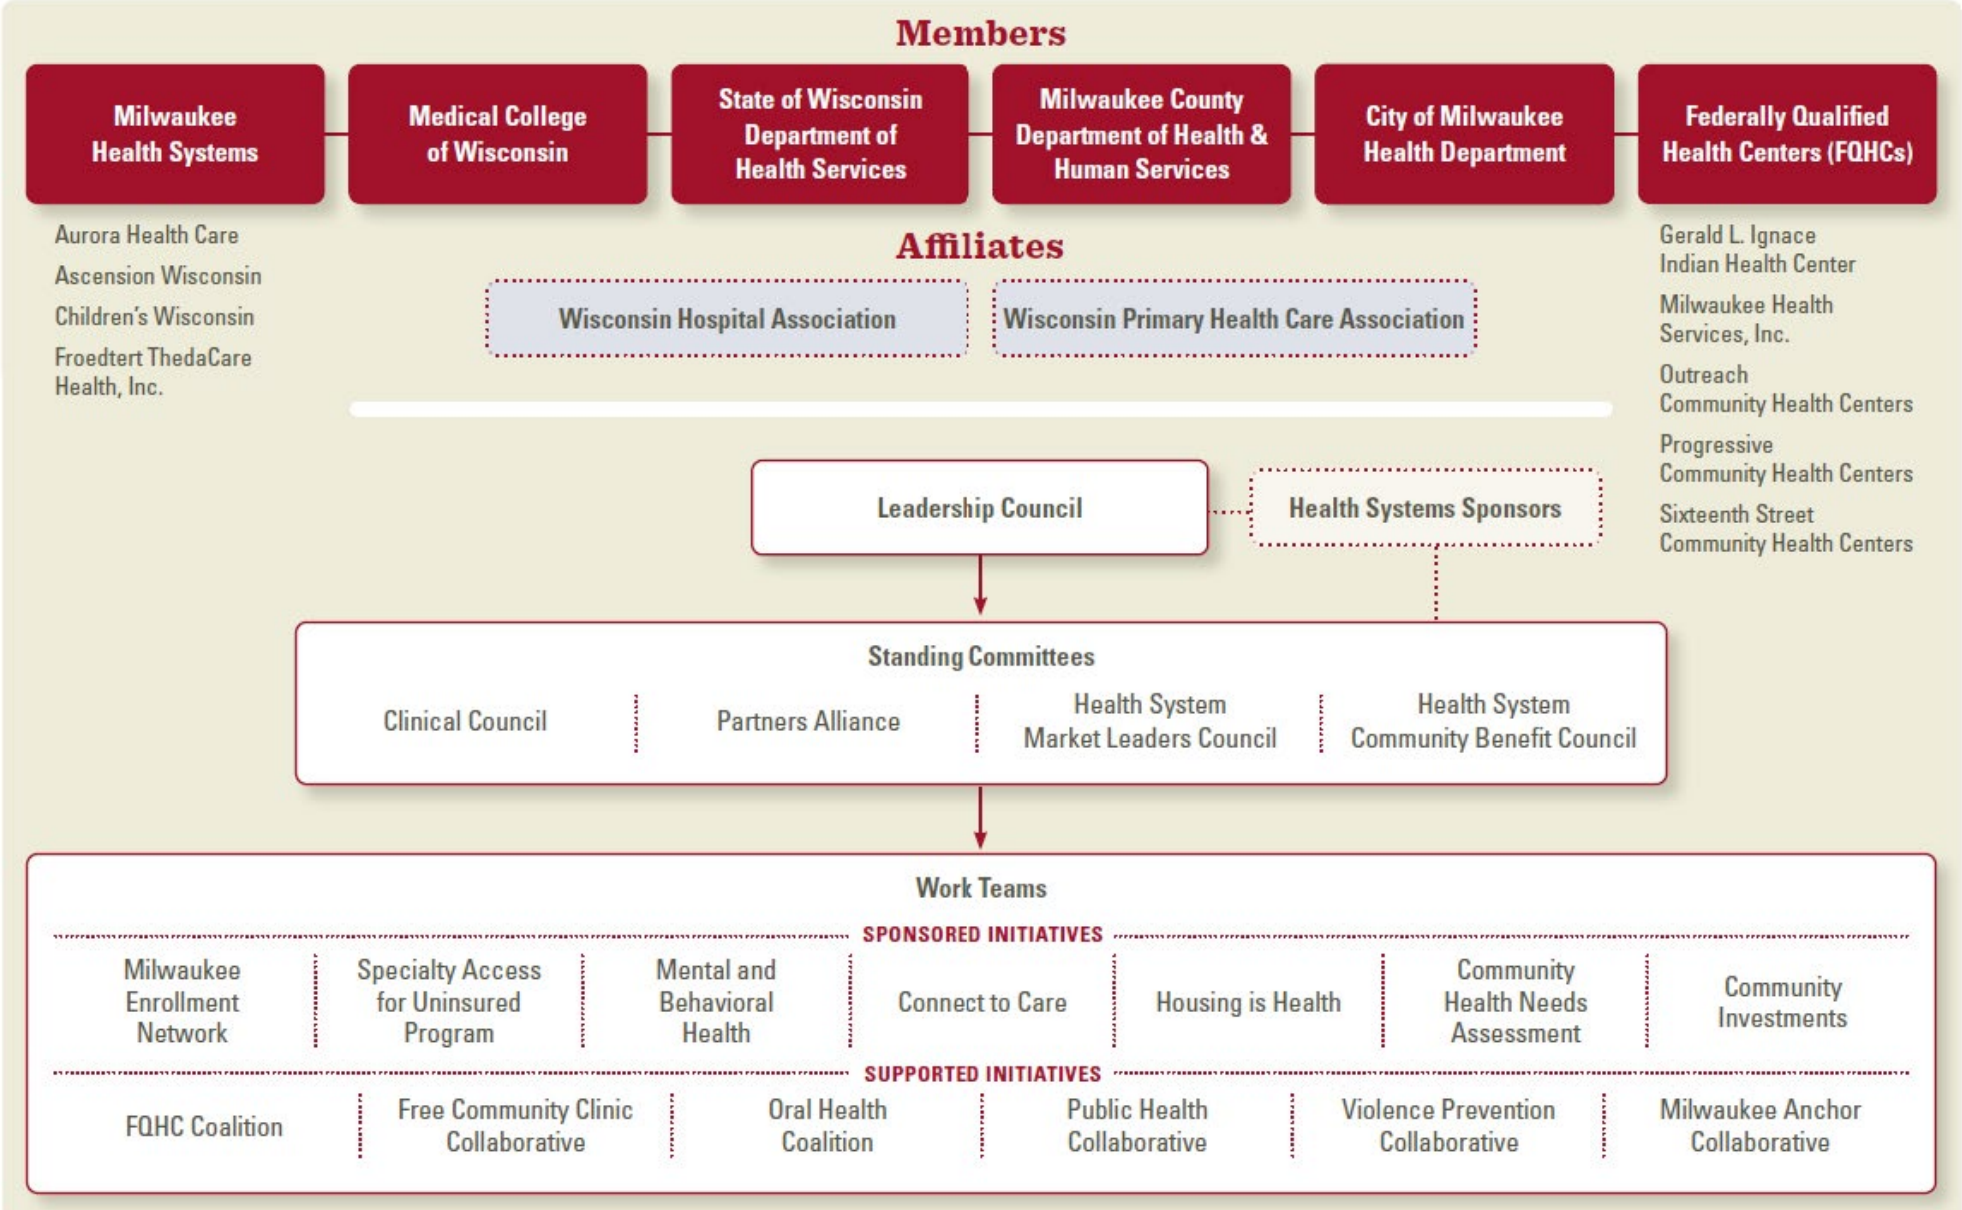 Members
Milwaukee
Health Systems
Medical College
of Wisconsin
State of Wisconsin
Department of
Health Services
Milwaukee County
Department of Health &
Human Services
City of Milwaukee
Health Department
Federally Qualified
Health Centers (FQHCs)
Aurora Health Care
Ascension Wisconsin
Children's Wisconsin
Froedtert ThedaCare
Health, Inc.
Affiliates
Wisconsin Hospital Association
Wisconsin Primary Health Care Association
Gerald L. Ignace
Indian Health Center
Milwaukee Health
Services, Inc.
Outreach
Community Health Centers
Progressive
Community Health Centers
Sixteenth Street
Community Health Centers
Leadership Council
Health Systems Sponsors
Standing Committees
Clinical Council
Partners Alliance
Health System
Market Leaders Council
Health System
Community Benefit Council
Work Teams
SPONSORED INITIATIVES
Milwaukee
Enrollment
Network
Specialty Access
for Uninsured
Program
Mental and
Behavioral
Health
Connect to Care
Housing is Health
Community
Health Needs
Assessment
Community
Investments
SUPPORTED INITIATIVES
FQHC Coalition
Free Community Clinic
Collaborative
Oral Health
Coalition
Public Health
Collaborative
Violence Prevention
Collaborative
Milwaukee Anchor
Collaborative